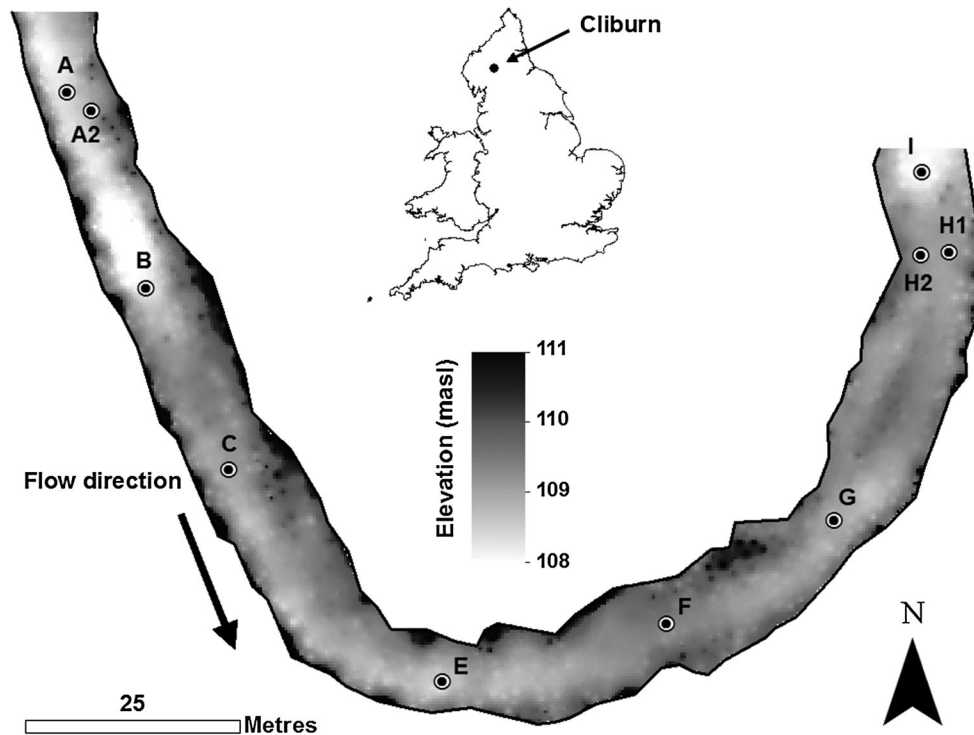 Cliburn
A
A2
I
H1
H2
B
111
110
109
108
Elevation (masl)
C
Flow direction
G
F
E
N
25
Metres